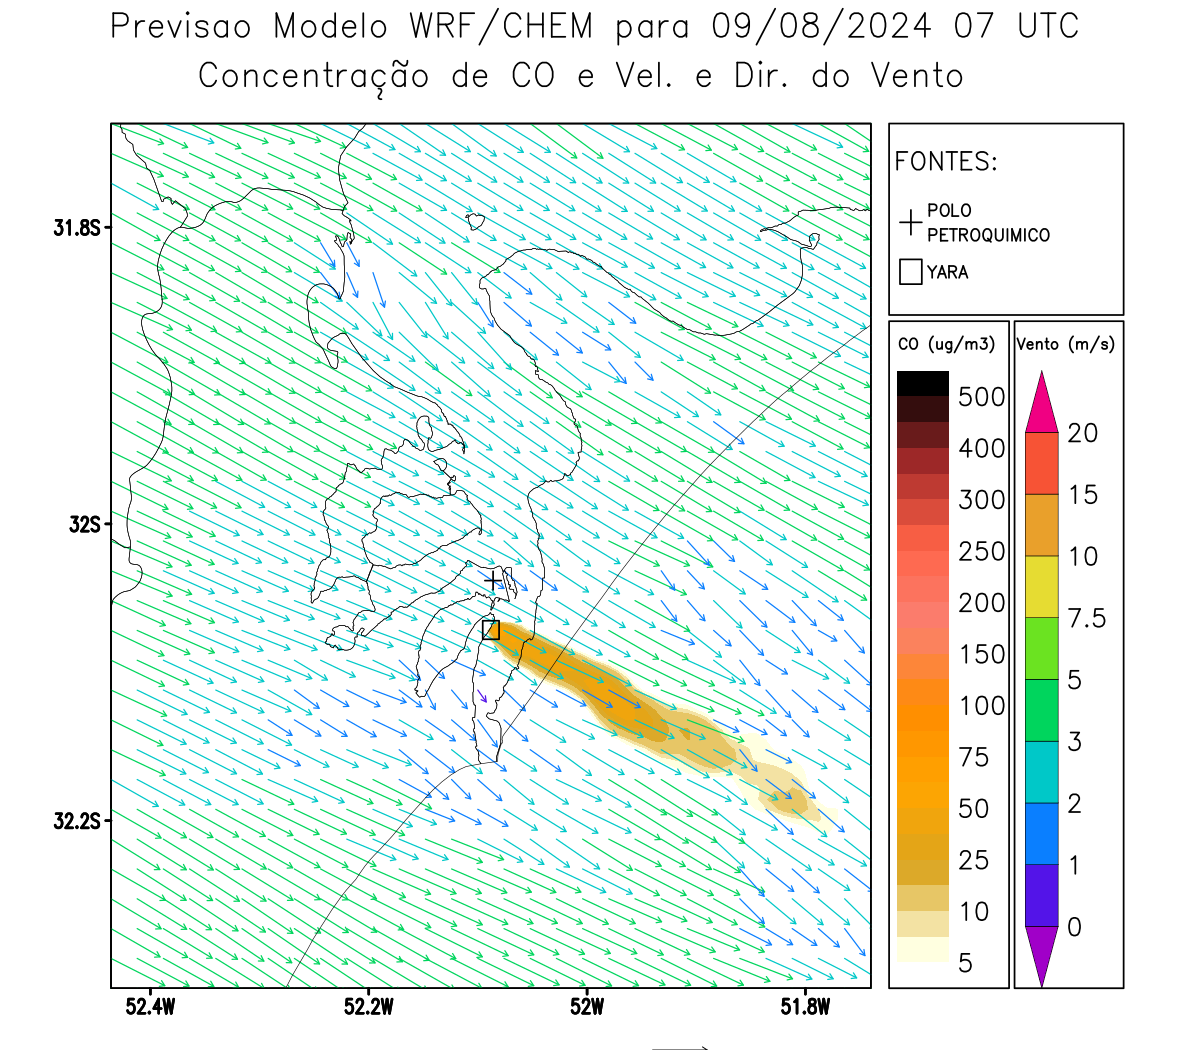 Previsao Modelo WRF/CHEM para 09/08/2024 07 UTC
Concentração de CO e Vel. e Dir. do Vento
FONTES:
POLO
PETROQUIMICO
YARA
CO (ug/m3)
500
400
300
250
200
150
100
75
50
25
10
5
Vento (m/s)
20
15
10
7.5
5
3
2
1
0
31.8S
32S
32.2S
52.4W
52.2W
52W
51.8W